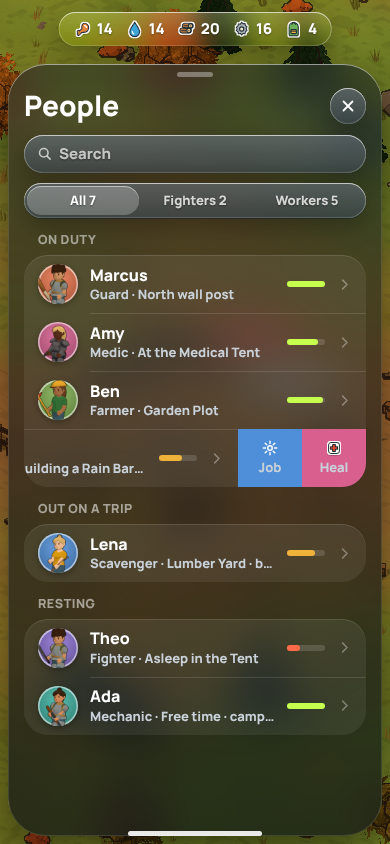 14 14 20 16 4
People
Search
All 7 Fighters 2 Workers 5
ON DUTY
Marcus
Guard · North wall post
Amy
Medic · At the Medical Tent
Ben
Farmer · Garden Plot
uilding a Rain Bar… Job Heal
OUT ON A TRIP
Lena
Scavenger · Lumber Yard · b…
RESTING
Theo
Fighter · Asleep in the Tent
Ada
Mechanic · Free time · camp…